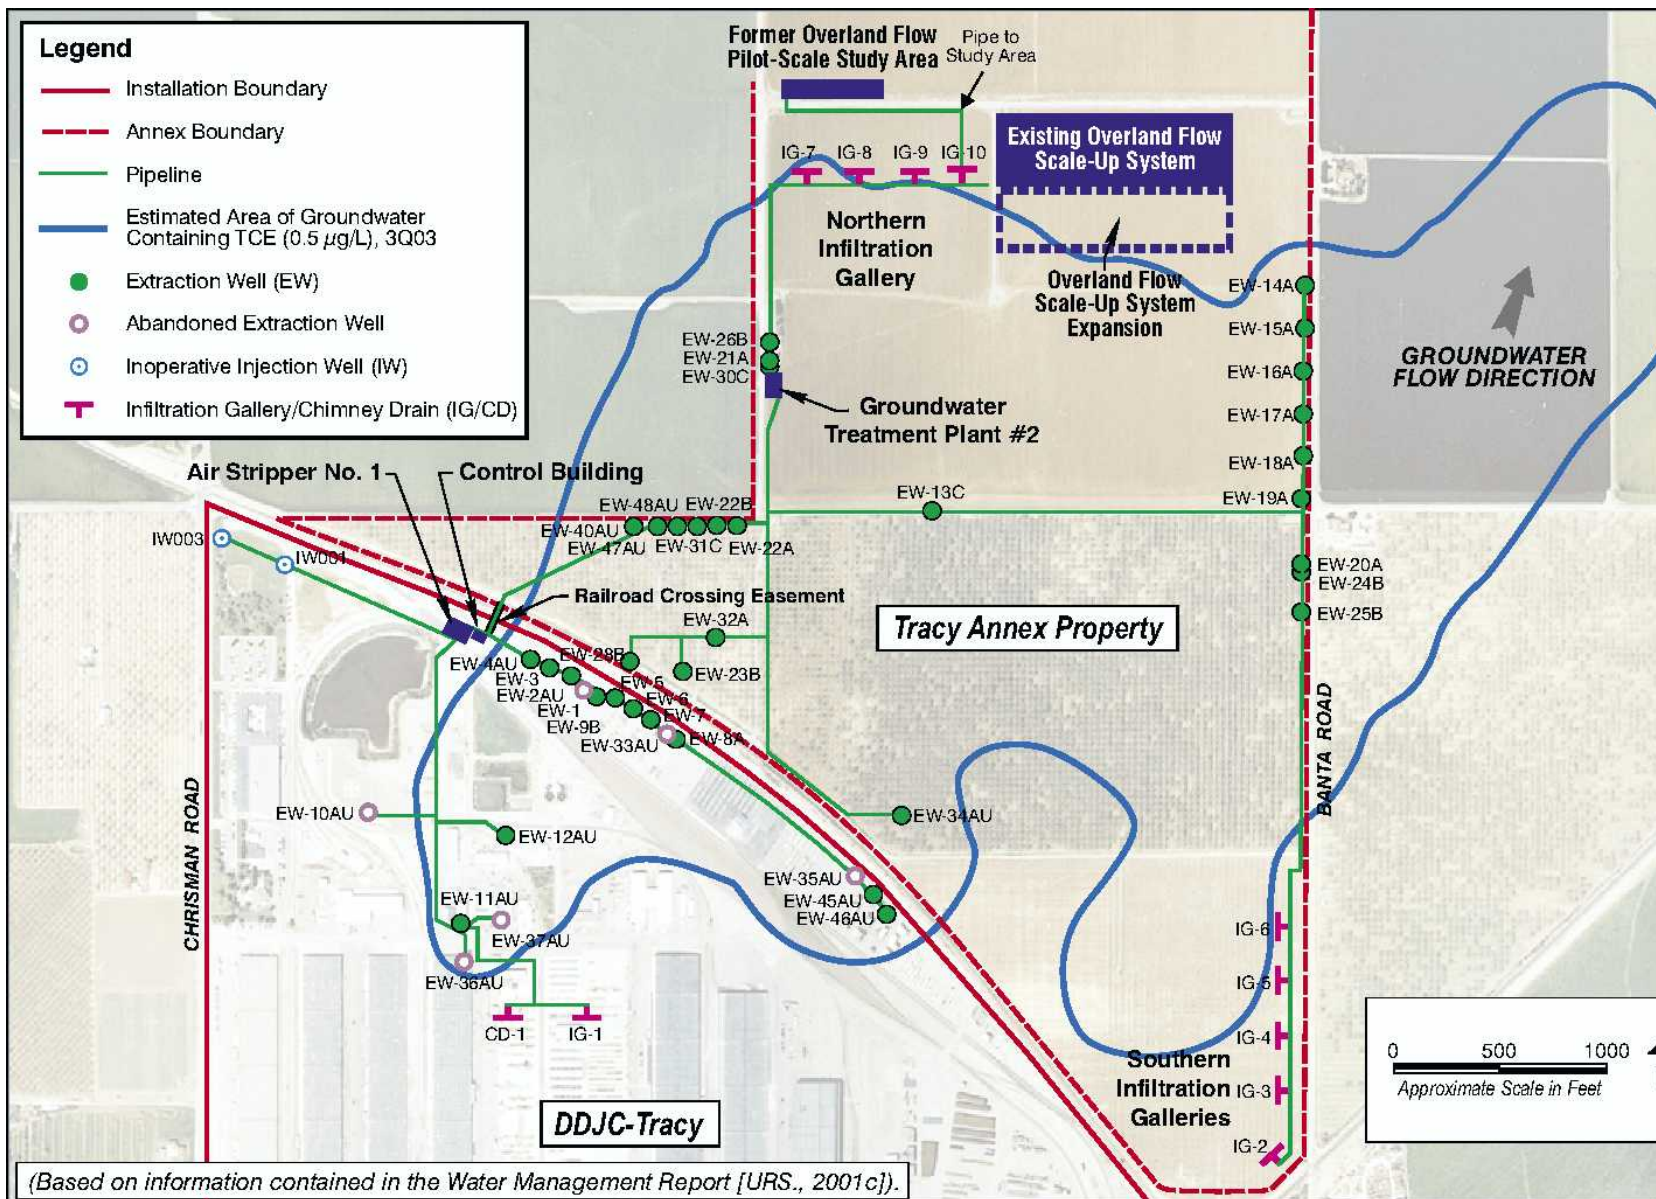 Legend
Installation Boundary
Annex Boundary
Pipeline
Estimated Area of Groundwater
Containing TCE (0.5 µg/L), 3Q03
Extraction Well (EW)
Abandoned Extraction Well
Inoperative Injection Well (IW)
Infiltration Gallery/Chimney Drain (IG/CD)
Former Overland Flow
Pilot-Scale Study Area
Pipe to
Study Area
Existing Overland Flow
Scale-Up System
IG-7
IG-8
IG-9
IG-10
Northern
Infiltration
Gallery
Overland Flow
Scale-Up System
Expansion
EW-14A
EW-15A
EW-16A
EW-17A
EW-18A
EW-19A
GROUNDWATER
FLOW DIRECTION
EW-26B
EW-21A
EW-30C
Groundwater
Treatment Plant #2
Air Stripper No. 1
Control Building
EW-13C
EW-48AU
EW-22B
EW-40AU
EW-47AU
EW-31C
EW-22A
IW003
IW001
Railroad Crossing Easement
EW-20A
EW-24B
EW-25B
EW-32A
Tracy Annex Property
EW-28B
EW-23B
EW-4AU
EW-3
EW-2AU
EW-1
EW-9B
EW-5
EW-6
EW-7
EW-33AU
EW-8A
BANTA ROAD
CHRISMAN ROAD
EW-10AU
EW-12AU
EW-34AU
EW-35AU
EW-45AU
EW-46AU
EW-11AU
EW-37AU
EW-36AU
CD-1
IG-1
IG-6
IG-5
IG-4
IG-3
IG-2
Southern
Infiltration
Galleries
DDJC-Tracy
0 500 1000
Approximate Scale in Feet
(Based on information contained in the Water Management Report [URS., 2001c]).